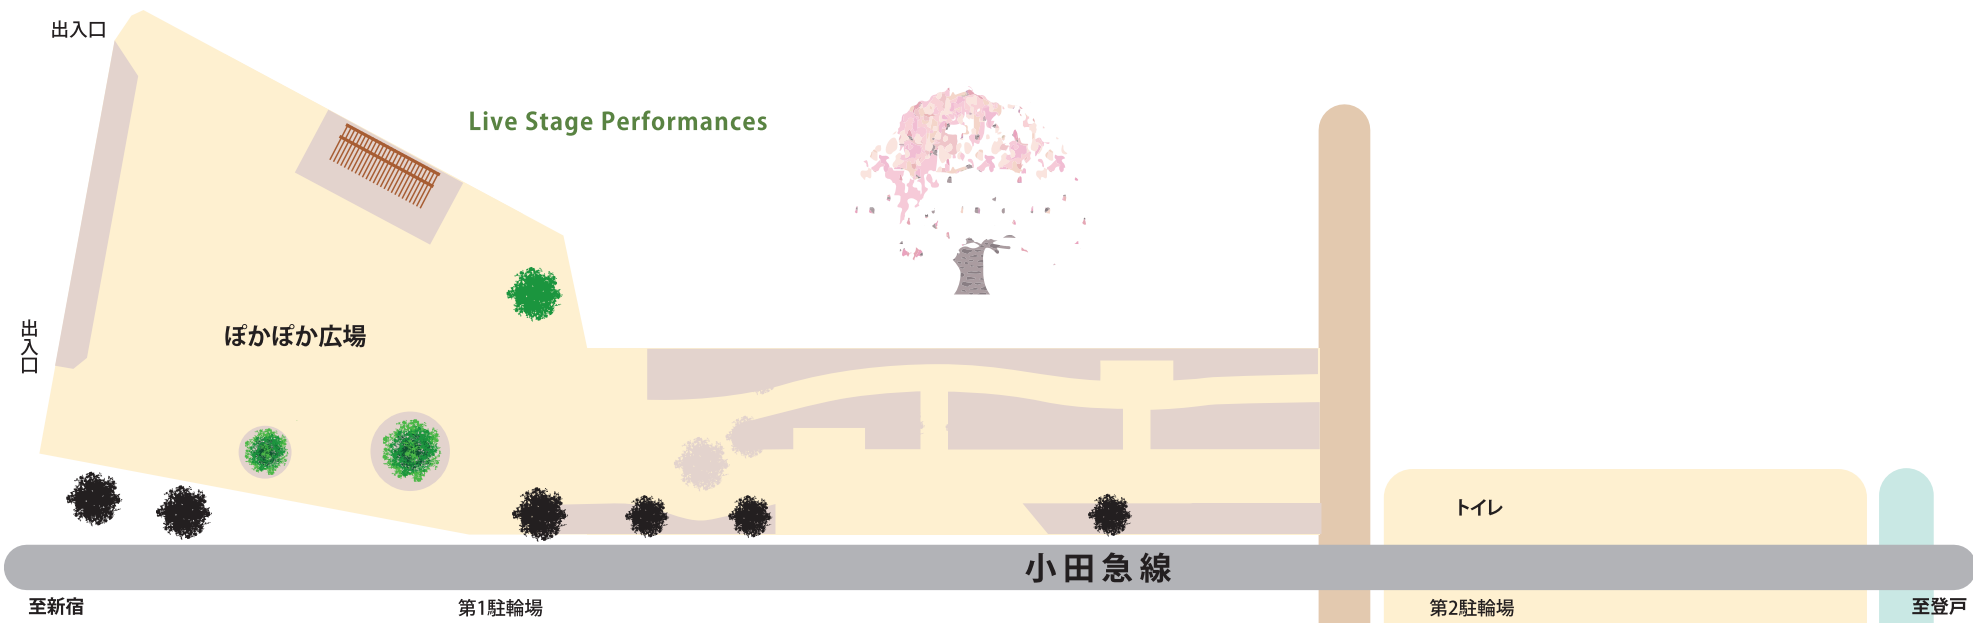 出入口
Live Stage Performances
出入口
ぽかぽか広場
トイレ
小田急線
至新宿
第1駐輪場
第2駐輪場
至登戸